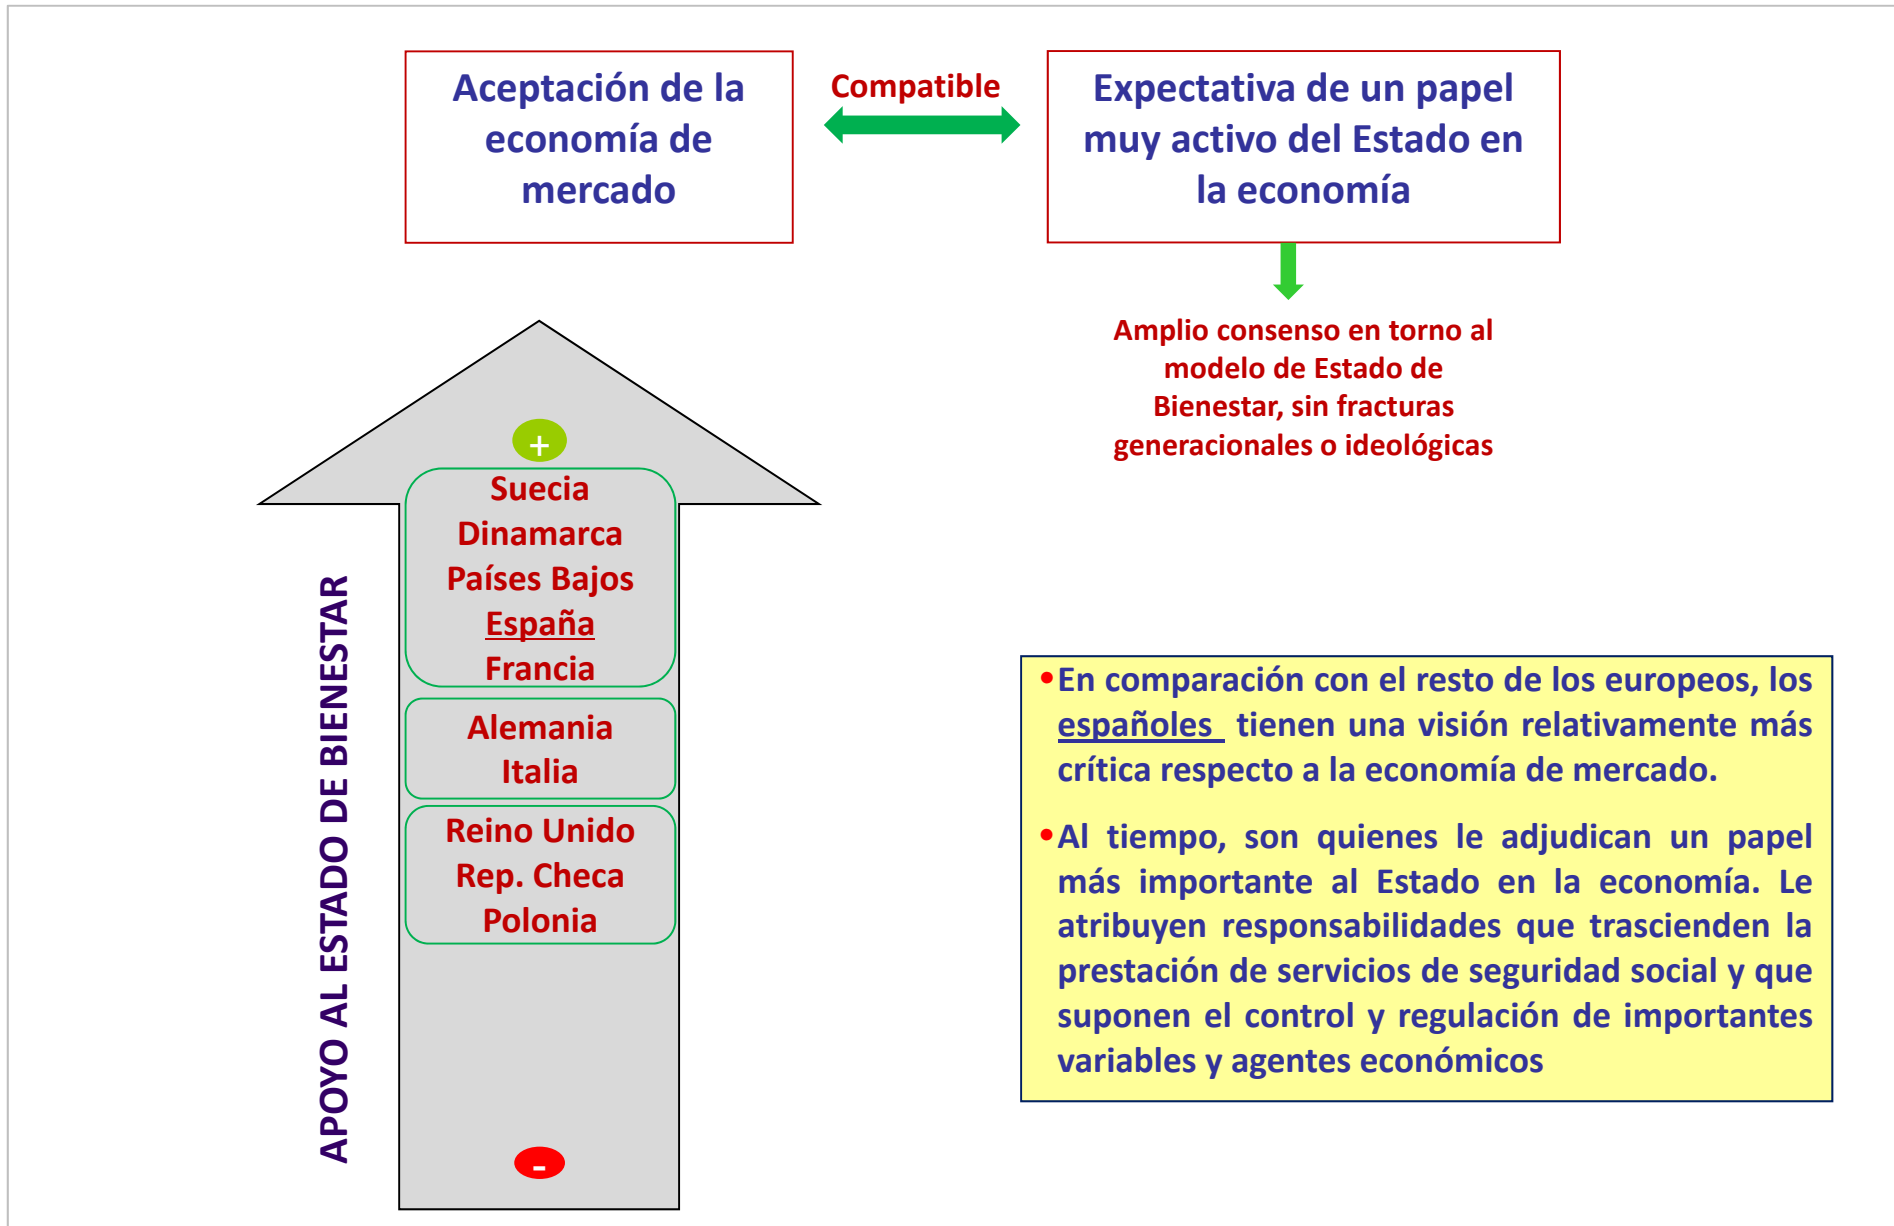 Aceptación de la
economía de
mercado
Compatible
Expectativa de un papel
muy activo del Estado en
la economía
Amplio consenso en torno al
modelo de Estado de
Bienestar, sin fracturas
generacionales o ideológicas
APOYO AL ESTADO DE BIENESTAR
+
Suecia
Dinamarca
Países Bajos
España
Francia
Alemania
Italia
Reino Unido
Rep. Checa
Polonia
-
•En comparación con el resto de los europeos, los
españoles tienen una visión relativamente más
crítica respecto a la economía de mercado.
•Al tiempo, son quienes le adjudican un papel
más importante al Estado en la economía. Le
atribuyen responsabilidades que trascienden la
prestación de servicios de seguridad social y que
suponen el control y regulación de importantes
variables y agentes económicos